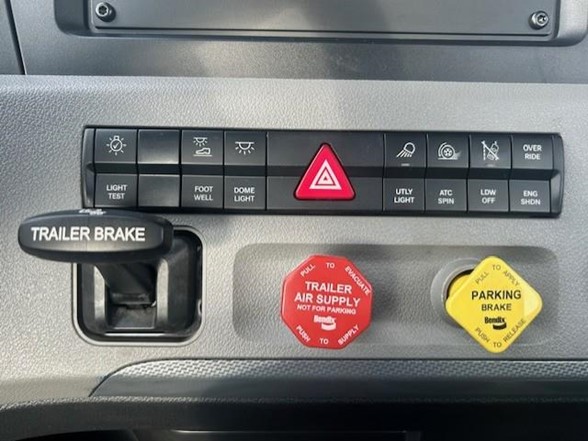 OVER
RIDE
LIGHT
TEST
FOOT
WELL
DOME
LIGHT
UTLY
LIGHT
ATC
SPIN
LDW
OFF
ENG
SHDN
TRAILER BRAKE
PULL TO EVACUATE
TRAILER
AIR SUPPLY
NOT FOR PARKING
Bendix
PUSH TO SUPPLY
PULL TO APPLY
PARKING
BRAKE
Bendix
PUSH TO RELEASE